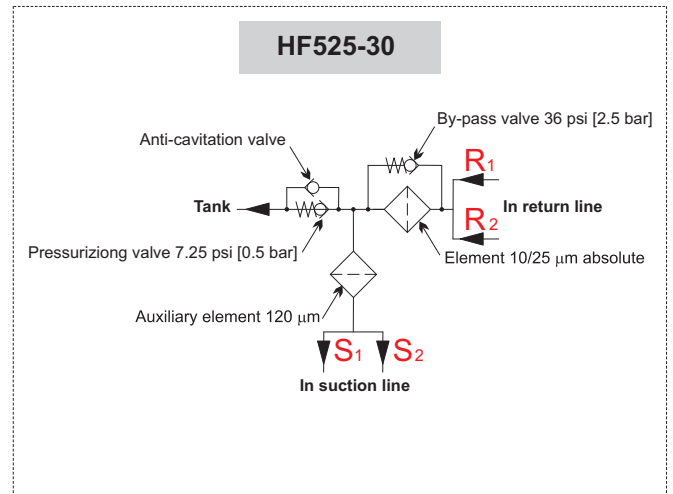 HF525-30
By-pass valve 36 psi [2.5 bar]
Anti-cavitation valve
R1
Tank
In return line
R2
Pressuriziong valve 7.25 psi [0.5 bar]
Element 10/25 μm absolute
Auxiliary element 120 μm
S1 S2
In suction line